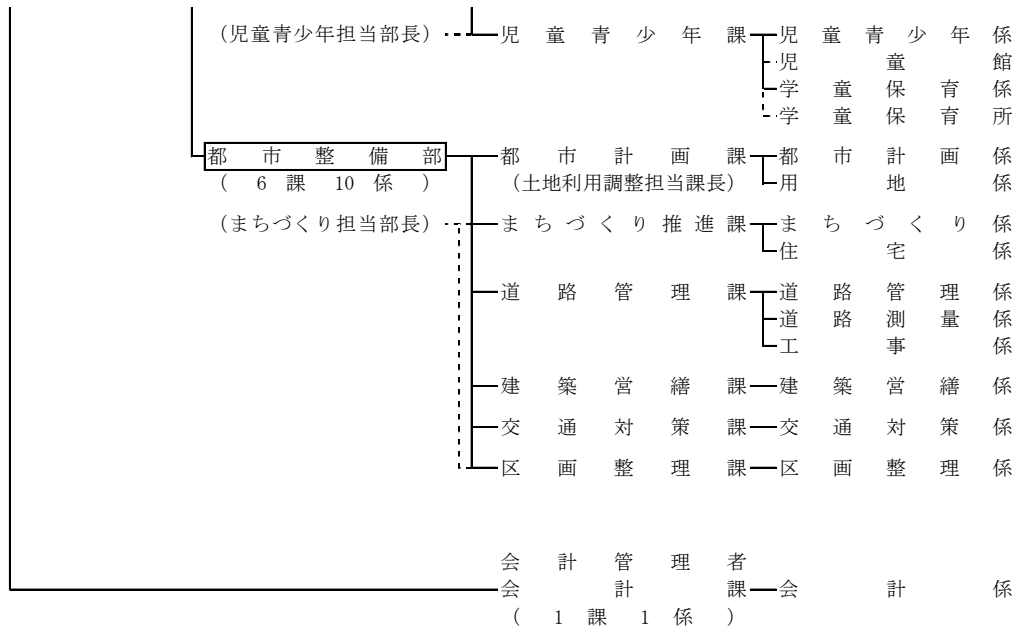 (児童青少年担当部長) 児童青少年課 児童青少年係
児童館
学童保育係
学童保育所
都市整備部 都市計画課 都市計画係
(6課10係) (土地利用調整担当課長) 用地係
(まちづくり担当部長) まちづくり推進課 まちづくり係
住宅係
道路管理課 道路管理係
道路測量係
工事係
建築営繕課 建築営繕係
交通対策課 交通対策係
区画整理課 区画整理係
会計管理者
会計課 会計係
(1課1係)